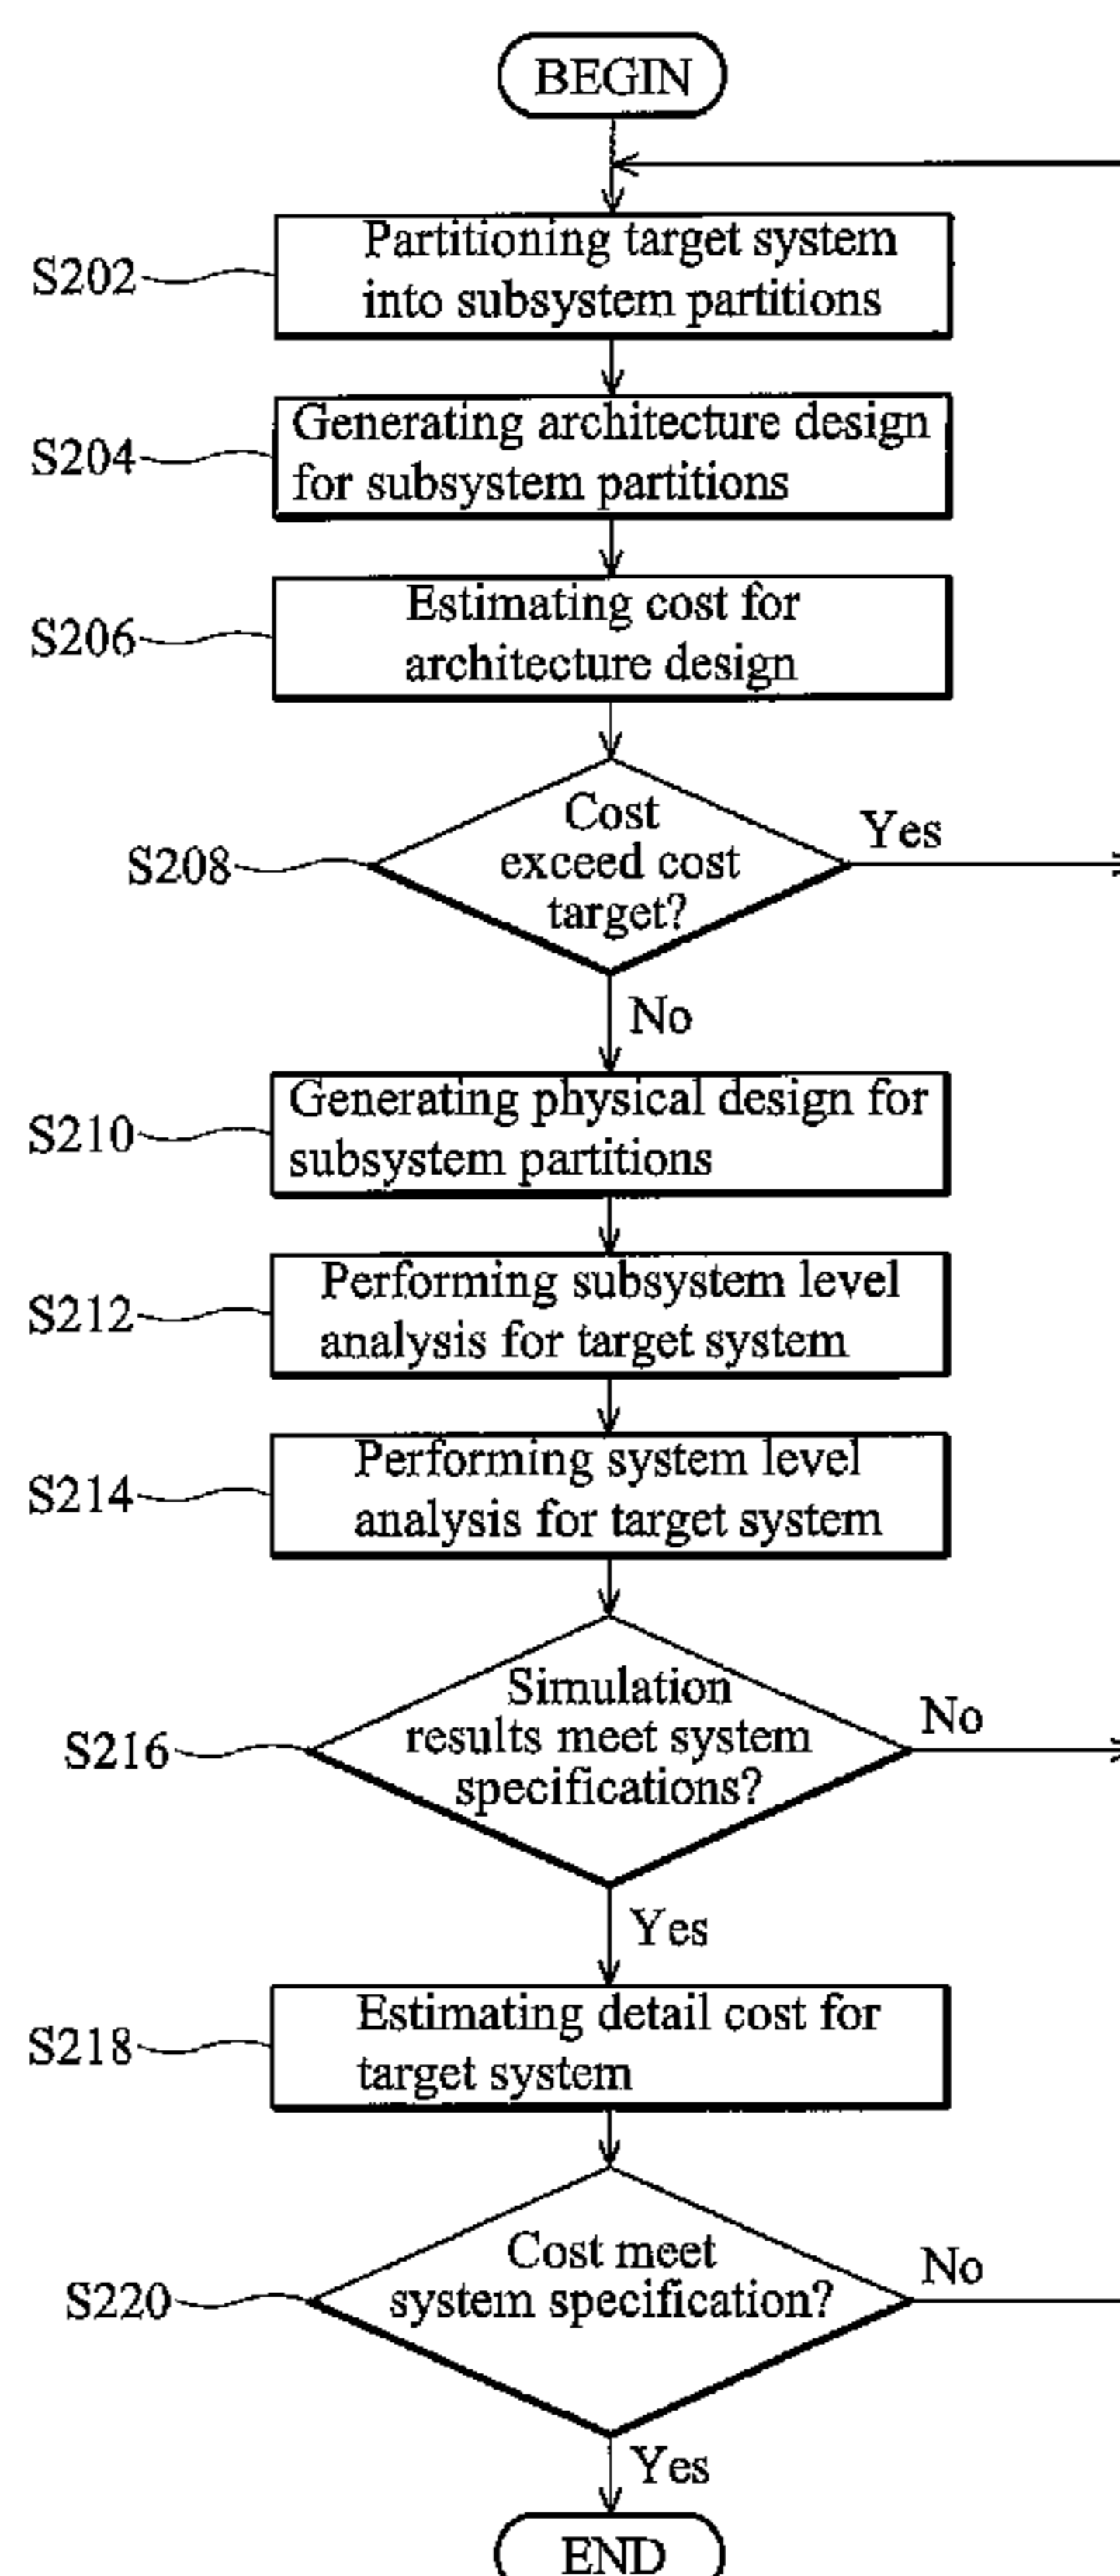 BEGIN
S202
Partitioning target system
into subsystem partitions
S204
Generating architecture design
for subsystem partitions
S206
Estimating cost for
architecture design
S208
Cost
exceed cost
target?
Yes
No
S210
Generating physical design for
subsystem partitions
S212
Performing subsystem level
analysis for target system
S214
Performing system level
analysis for target system
S216
Simulation
results meet system
specifications?
No
Yes
S218
Estimating detail cost for
target system
S220
Cost meet
system specification?
No
Yes
END